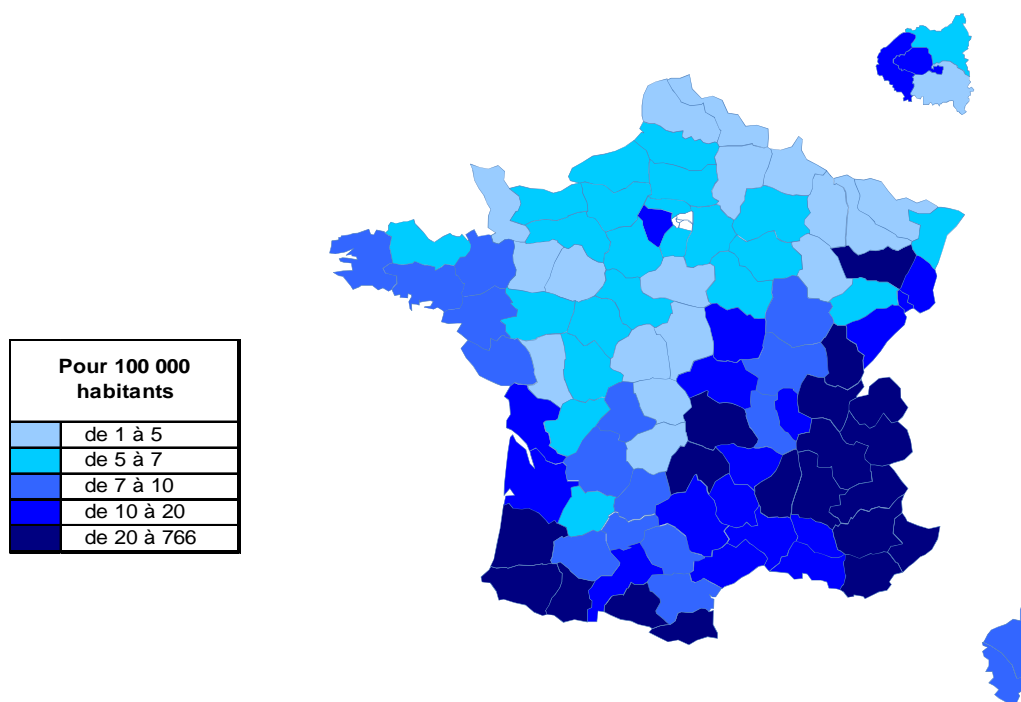 Pour 100 000
habitants
de 1 à 5
de 5 à 7
de 7 à 10
de 10 à 20
de 20 à 766